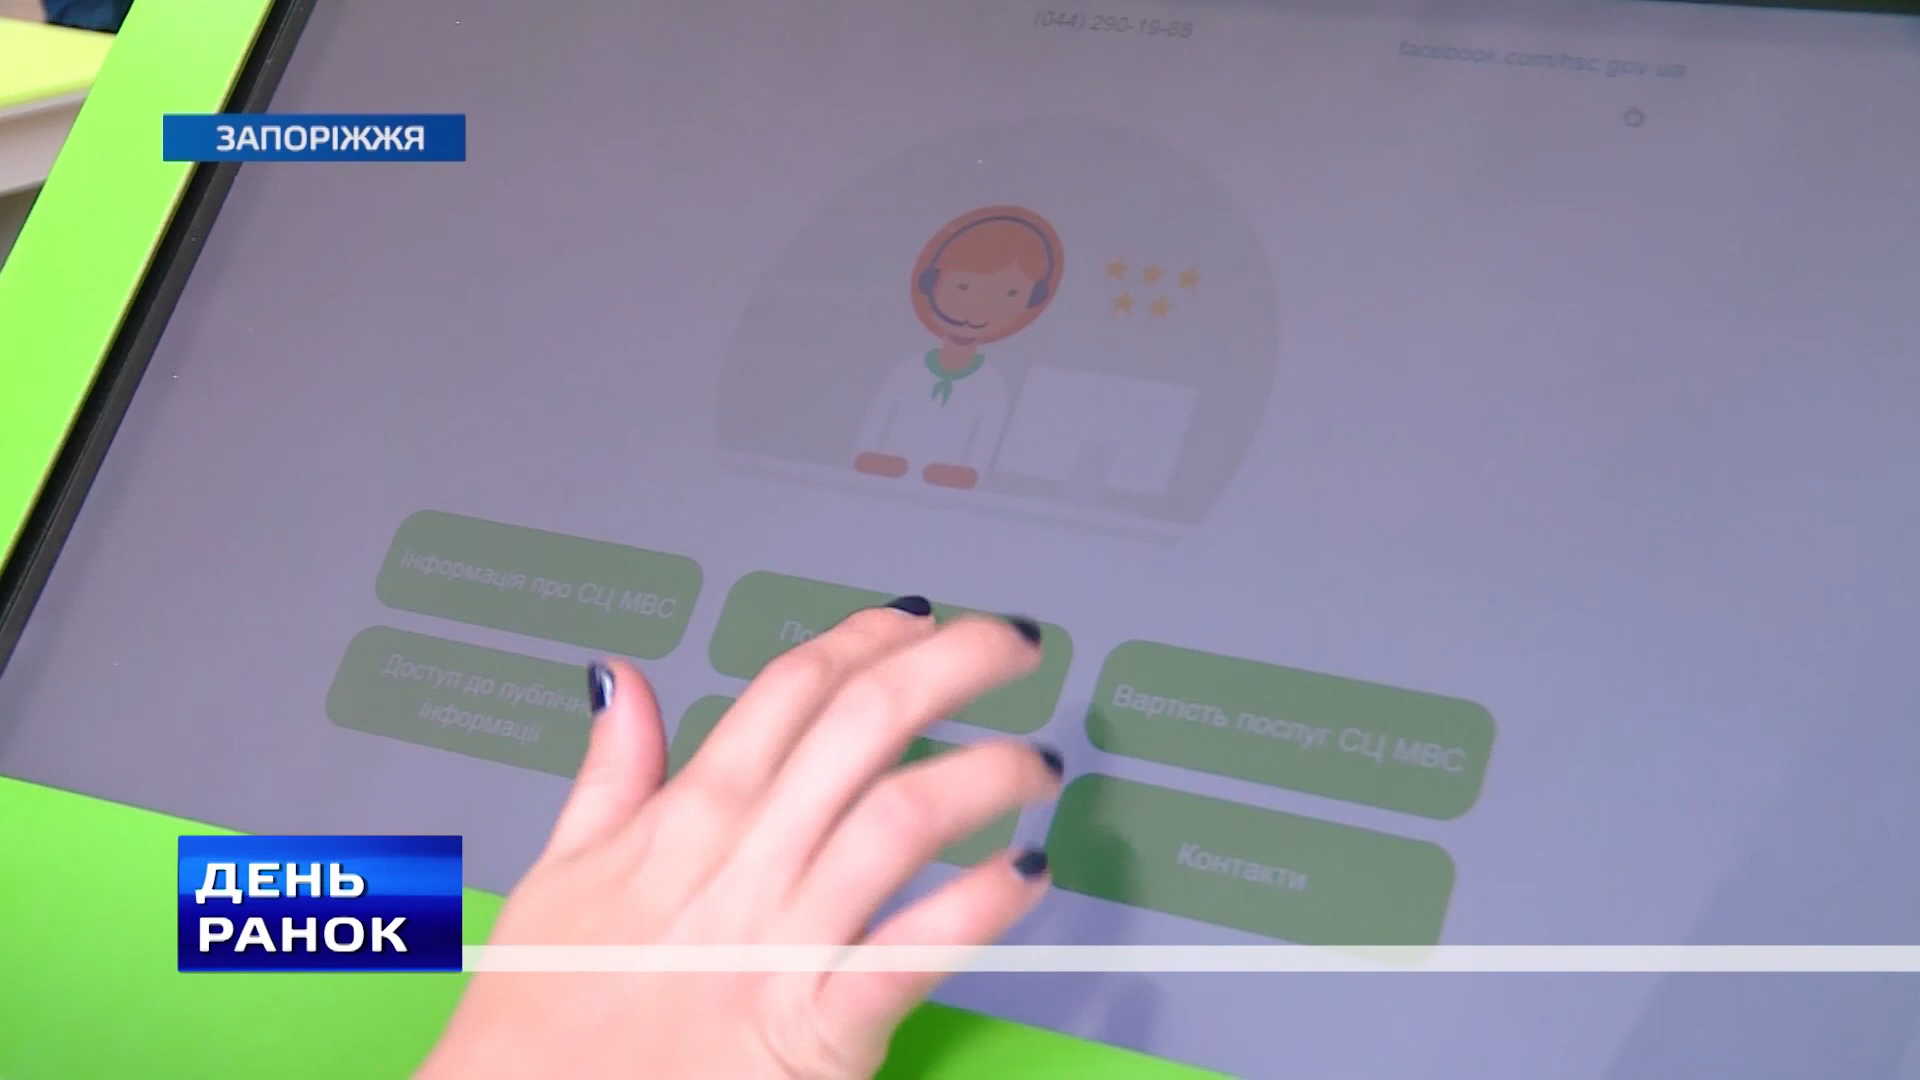 (044) 290-19-88
facebook.com/hsc.gov.ua
ЗАПОРІЖЖЯ
Інформація про СЦ МВС
Вартість послуг СЦ МВС
Доступ до публічн
інформації
Контакти
ДЕНЬ
РАНОК